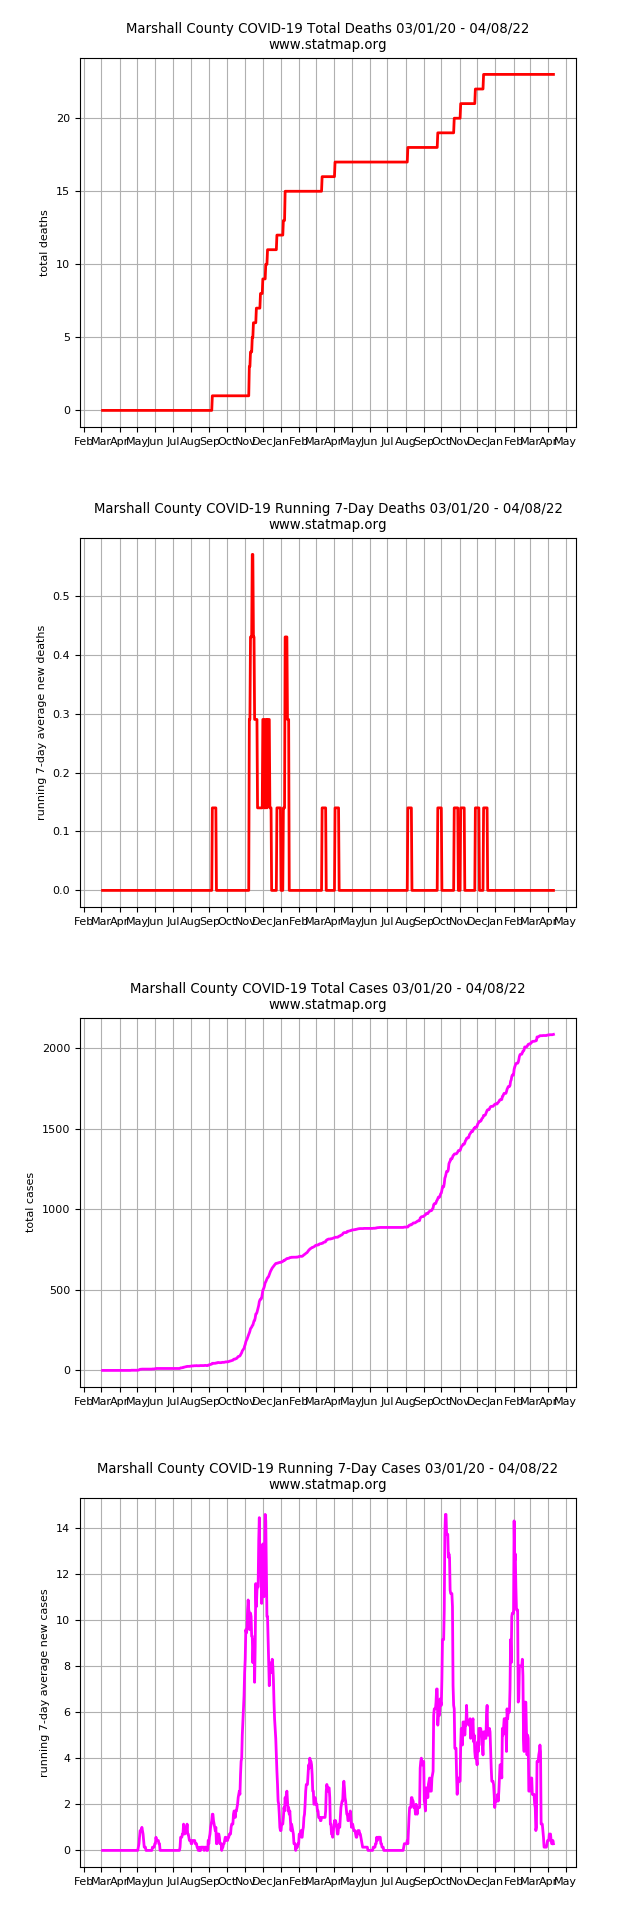 Marshall County COVID-19 Total Deaths 03/01/20 - 04/08/22
www.statmap.org
20
15
10
5
0
total deaths
Feb Mar Apr May Jun Jul Aug Sep Oct Nov Dec Jan Feb Mar Apr May Jun Jul Aug Sep Oct Nov Dec Jan Feb Mar Apr May
Marshall County COVID-19 Running 7-Day Deaths 03/01/20 - 04/08/22
www.statmap.org
0.5
0.4
0.3
0.2
0.1
0.0
running 7-day average new deaths
Feb Mar Apr May Jun Jul Aug Sep Oct Nov Dec Jan Feb Mar Apr May Jun Jul Aug Sep Oct Nov Dec Jan Feb Mar Apr May
Marshall County COVID-19 Total Cases 03/01/20 - 04/08/22
www.statmap.org
2000
1500
1000
500
0
total cases
Feb Mar Apr May Jun Jul Aug Sep Oct Nov Dec Jan Feb Mar Apr May Jun Jul Aug Sep Oct Nov Dec Jan Feb Mar Apr May
Marshall County COVID-19 Running 7-Day Cases 03/01/20 - 04/08/22
www.statmap.org
14
12
10
8
6
4
2
0
running 7-day average new cases
Feb Mar Apr May Jun Jul Aug Sep Oct Nov Dec Jan Feb Mar Apr May Jun Jul Aug Sep Oct Nov Dec Jan Feb Mar Apr May